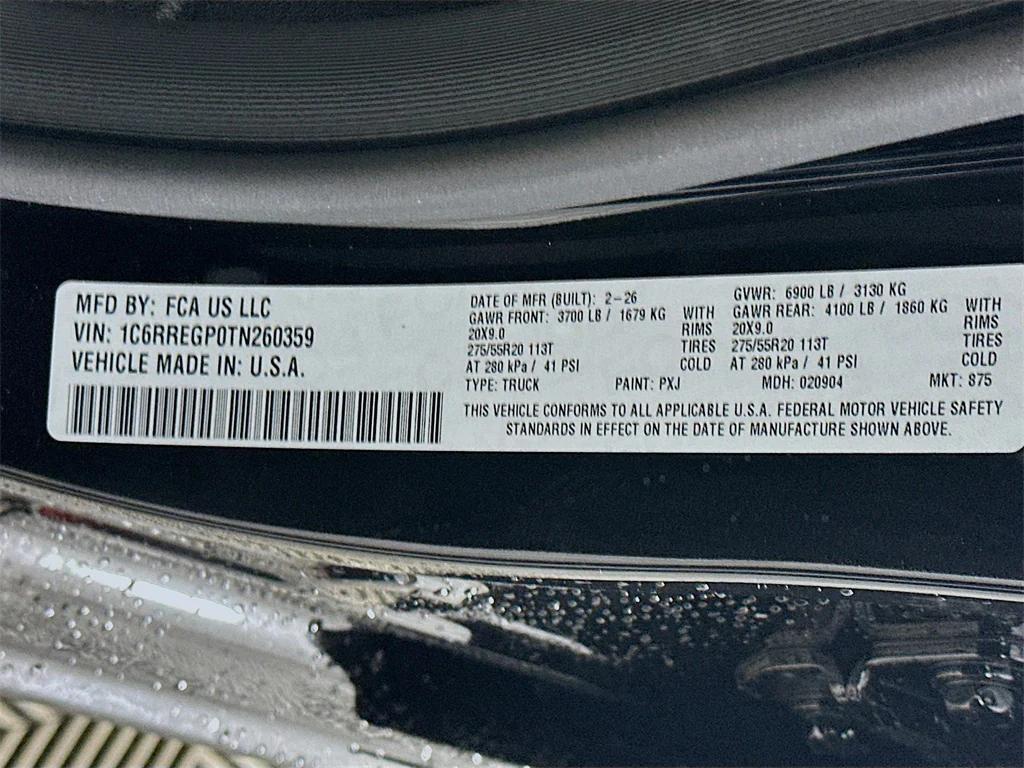 MFD BY: FCA US LLC
VIN: 1C6RREGP0TN260359
VEHICLE MADE IN: U.S.A.
DATE OF MFR (BUILT): 2-26
GAWR FRONT: 3700 LB / 1679 KG WITH
20X9.0 RIMS
275/55R20 113T TIRES
AT 280 kPa / 41 PSI COLD
TYPE: TRUCK PAINT: PXJ
GVWR: 6900 LB / 3130 KG
GAWR REAR: 4100 LB / 1860 KG WITH
20X9.0 RIMS
275/55R20 113T TIRES
AT 280 kPa / 41 PSI COLD
MDH: 020904 MKT: 875
THIS VEHICLE CONFORMS TO ALL APPLICABLE U.S.A. FEDERAL MOTOR VEHICLE SAFETY
STANDARDS IN EFFECT ON THE DATE OF MANUFACTURE SHOWN ABOVE.